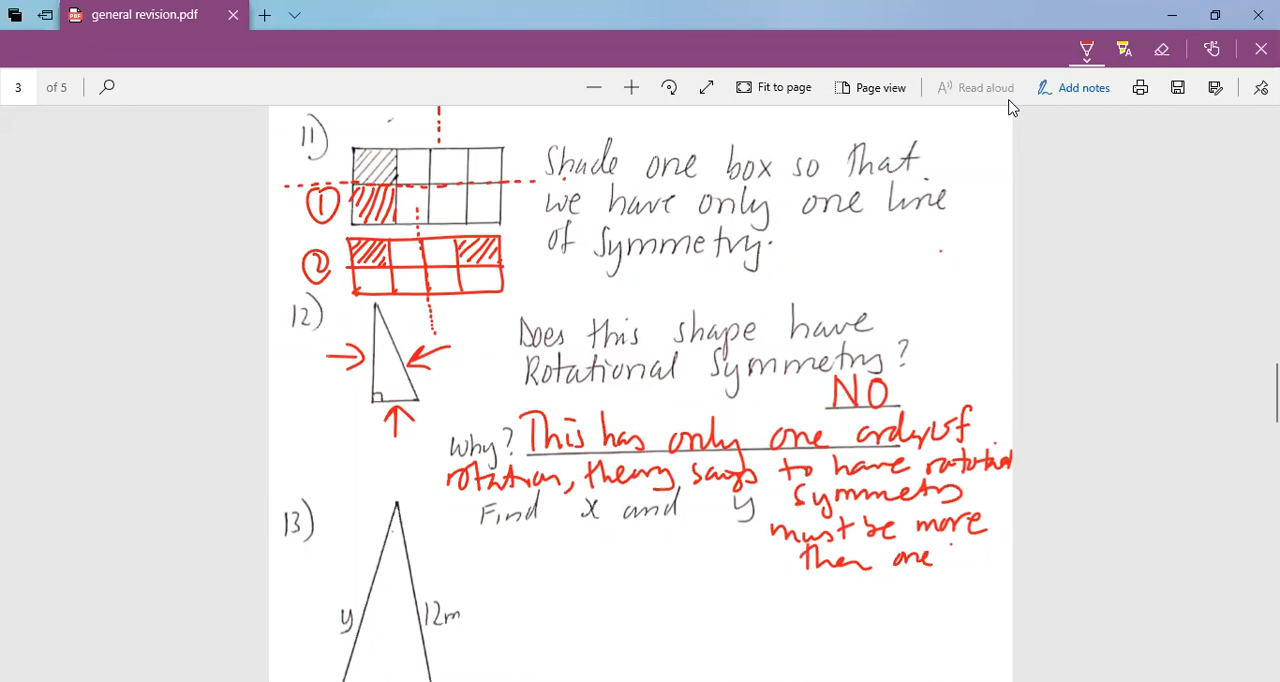 general revision.pdf
3 of 5
Fit to page
Page view
Read aloud
Add notes
11)
Shade one box so that
we have only one line
of Symmetry.
①
②
12)
Does this shape have
Rotational Symmetry?
NO
Why? This has only one order of
rotation, theory says to have rotational
symmetry
must be more
then one
13)
Find x and y
y
12m